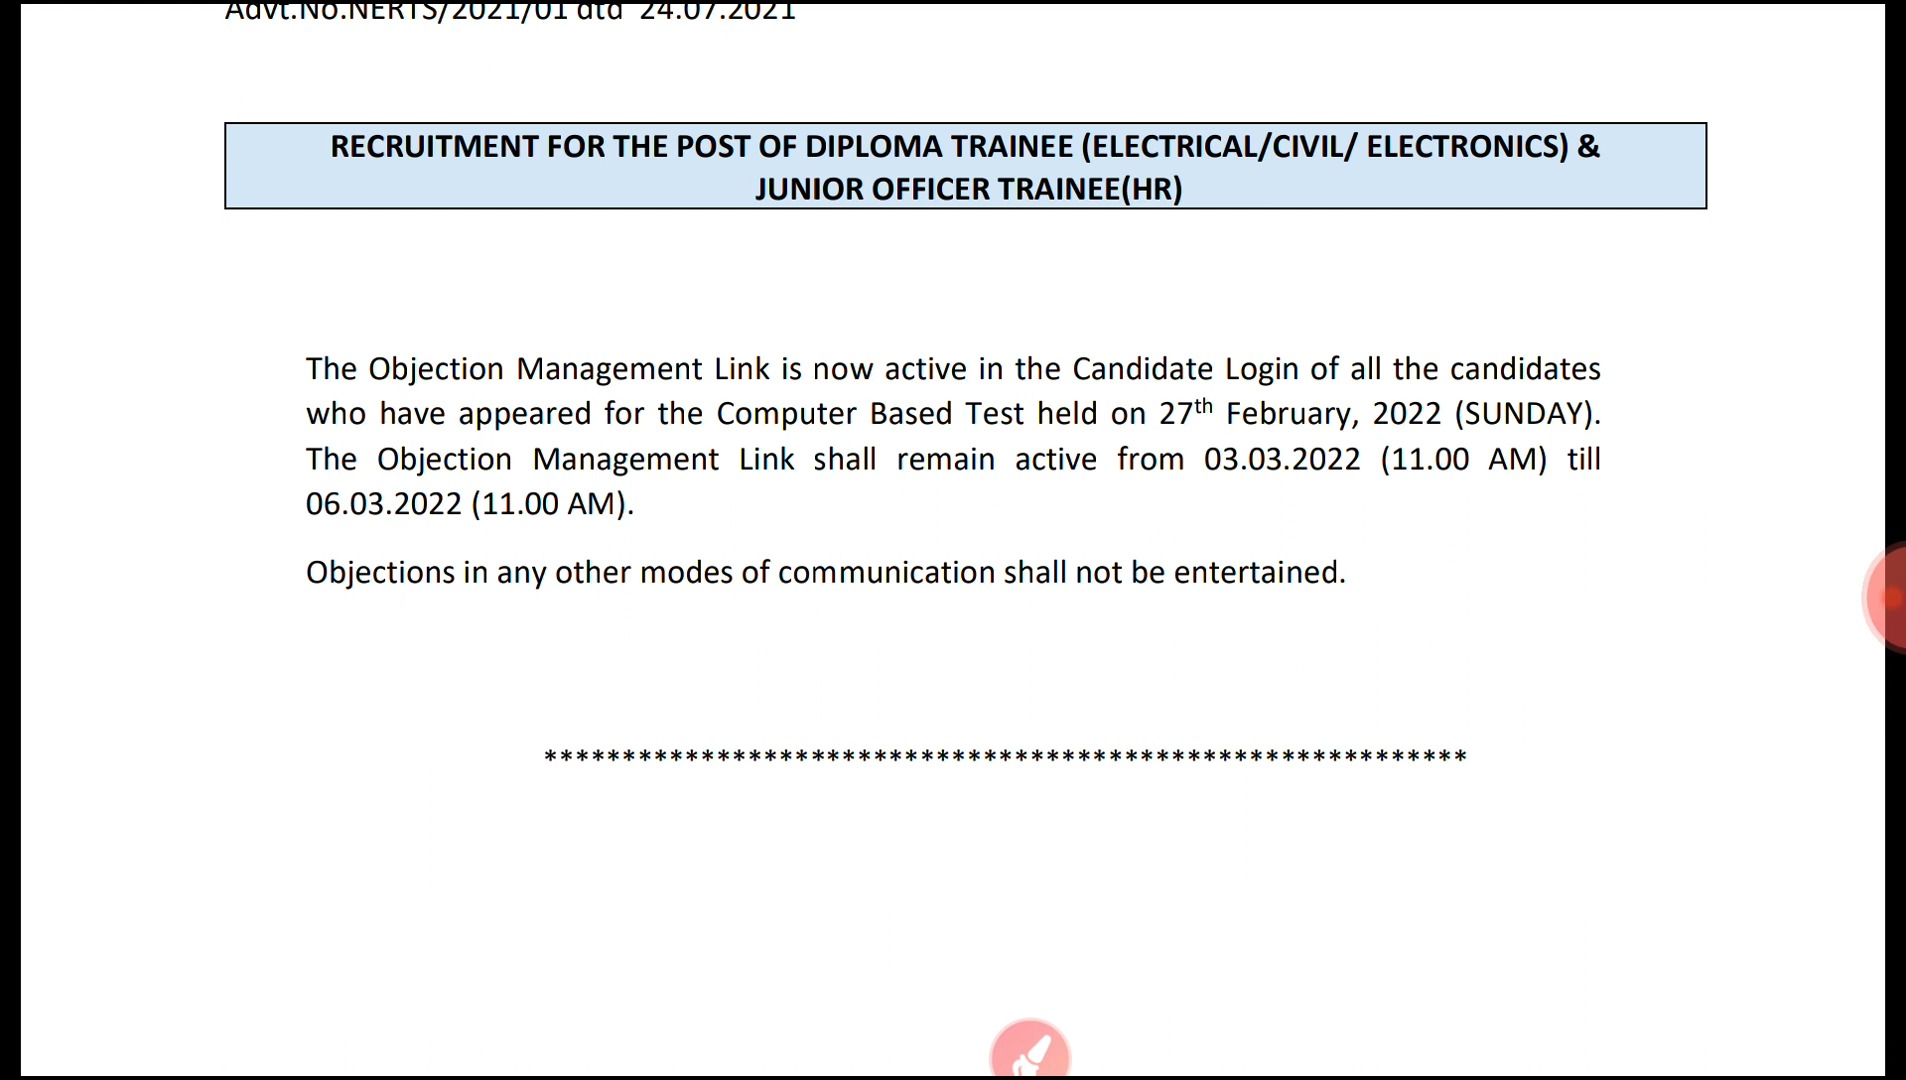 Advt.No.NERTS/2021/01 dtd 24.07.2021
RECRUITMENT FOR THE POST OF DIPLOMA TRAINEE (ELECTRICAL/CIVIL/ ELECTRONICS) &
JUNIOR OFFICER TRAINEE(HR)
The Objection Management Link is now active in the Candidate Login of all the candidates
who have appeared for the Computer Based Test held on 27th February, 2022 (SUNDAY).
The Objection Management Link shall remain active from 03.03.2022 (11.00 AM) till
06.03.2022 (11.00 AM).
Objections in any other modes of communication shall not be entertained.
***********************************************************